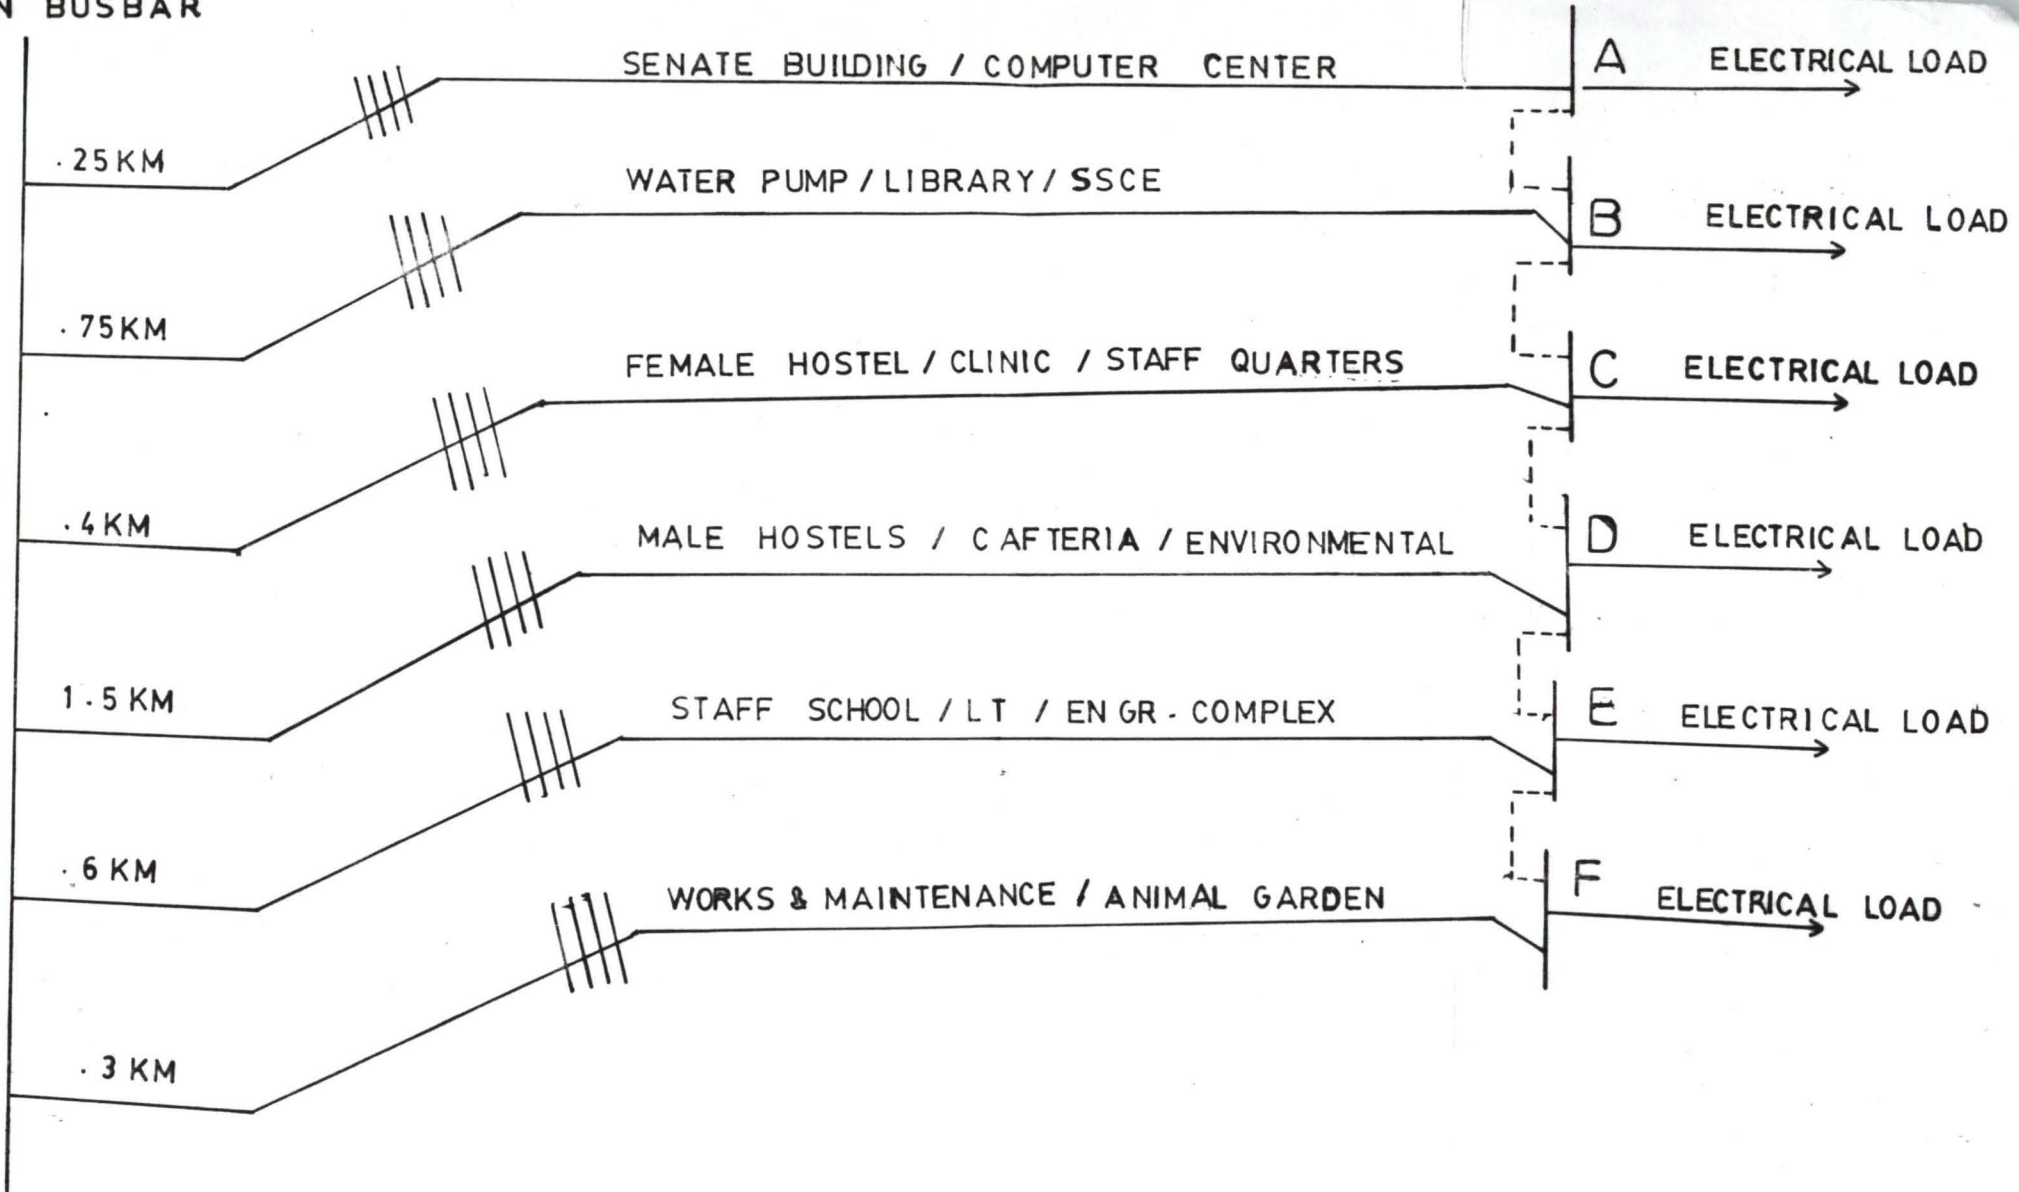 BUSBAR
SENATE BUILDING / COMPUTER CENTER A ELECTRICAL LOAD
.25KM
WATER PUMP / LIBRARY / SSCE B ELECTRICAL LOAD
.75KM
FEMALE HOSTEL / CLINIC / STAFF QUARTERS C ELECTRICAL LOAD
.4KM
MALE HOSTELS / CAFTERIA / ENVIRONMENTAL D ELECTRICAL LOAD
1.5KM
STAFF SCHOOL / LT / ENGR. COMPLEX E ELECTRICAL LOAD
.6 KM
WORKS & MAINTENANCE / ANIMAL GARDEN F ELECTRICAL LOAD
.3 KM